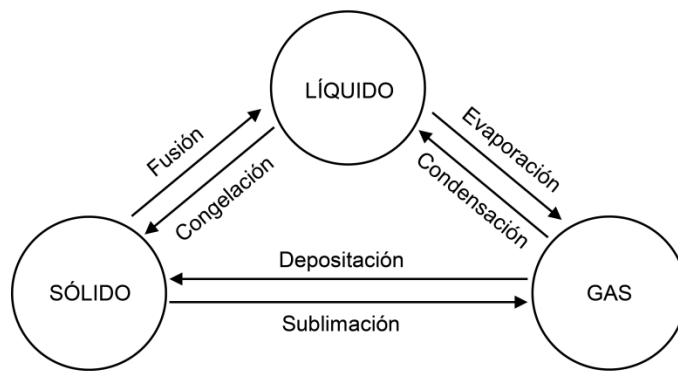 LÍQUIDO
Fusión
Congelación
Evaporación
Condensación
Depositación
SÓLIDO
GAS
Sublimación